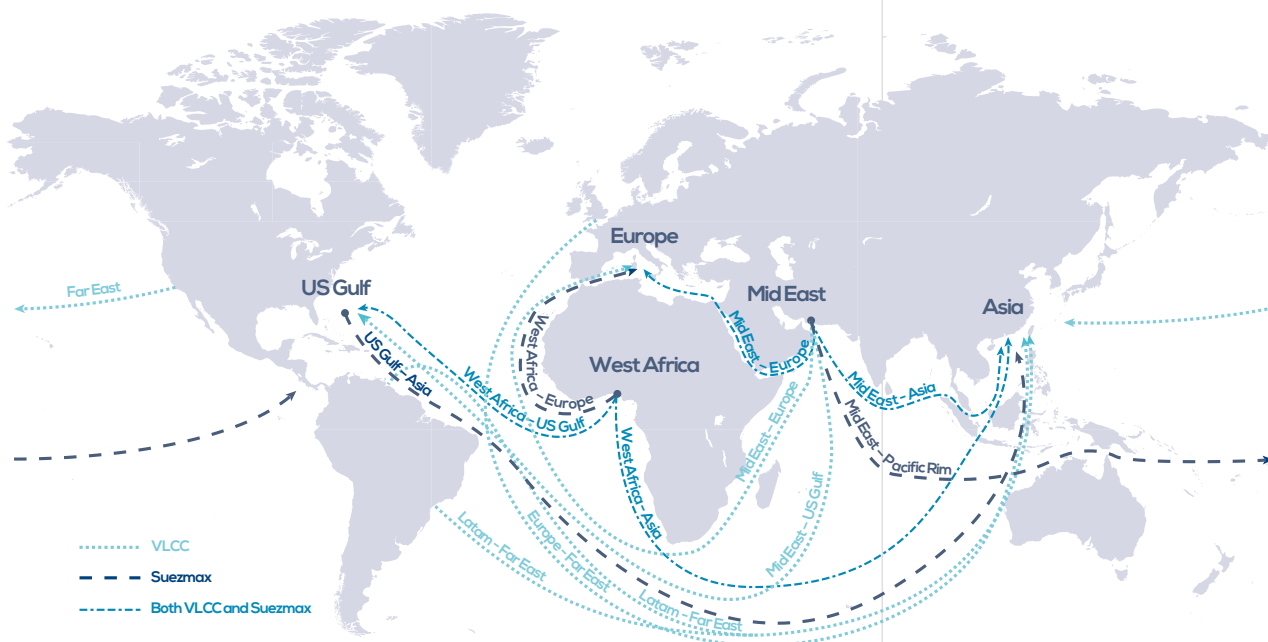 Europe
Far East
US Gulf
Mid East
Asia
West Africa
US Gulf - Asia
West Africa - US Gulf
West Africa - Europe
Mid East - Europe
Mid East - Asia
Mid East - Europe
Mid East - Pacific Rim
West Africa - Asia
Mid East - US Gulf
Latam - Far East
Europe - Far East
Latam - Far East
VLCC
Suezmax
Both VLCC and Suezmax